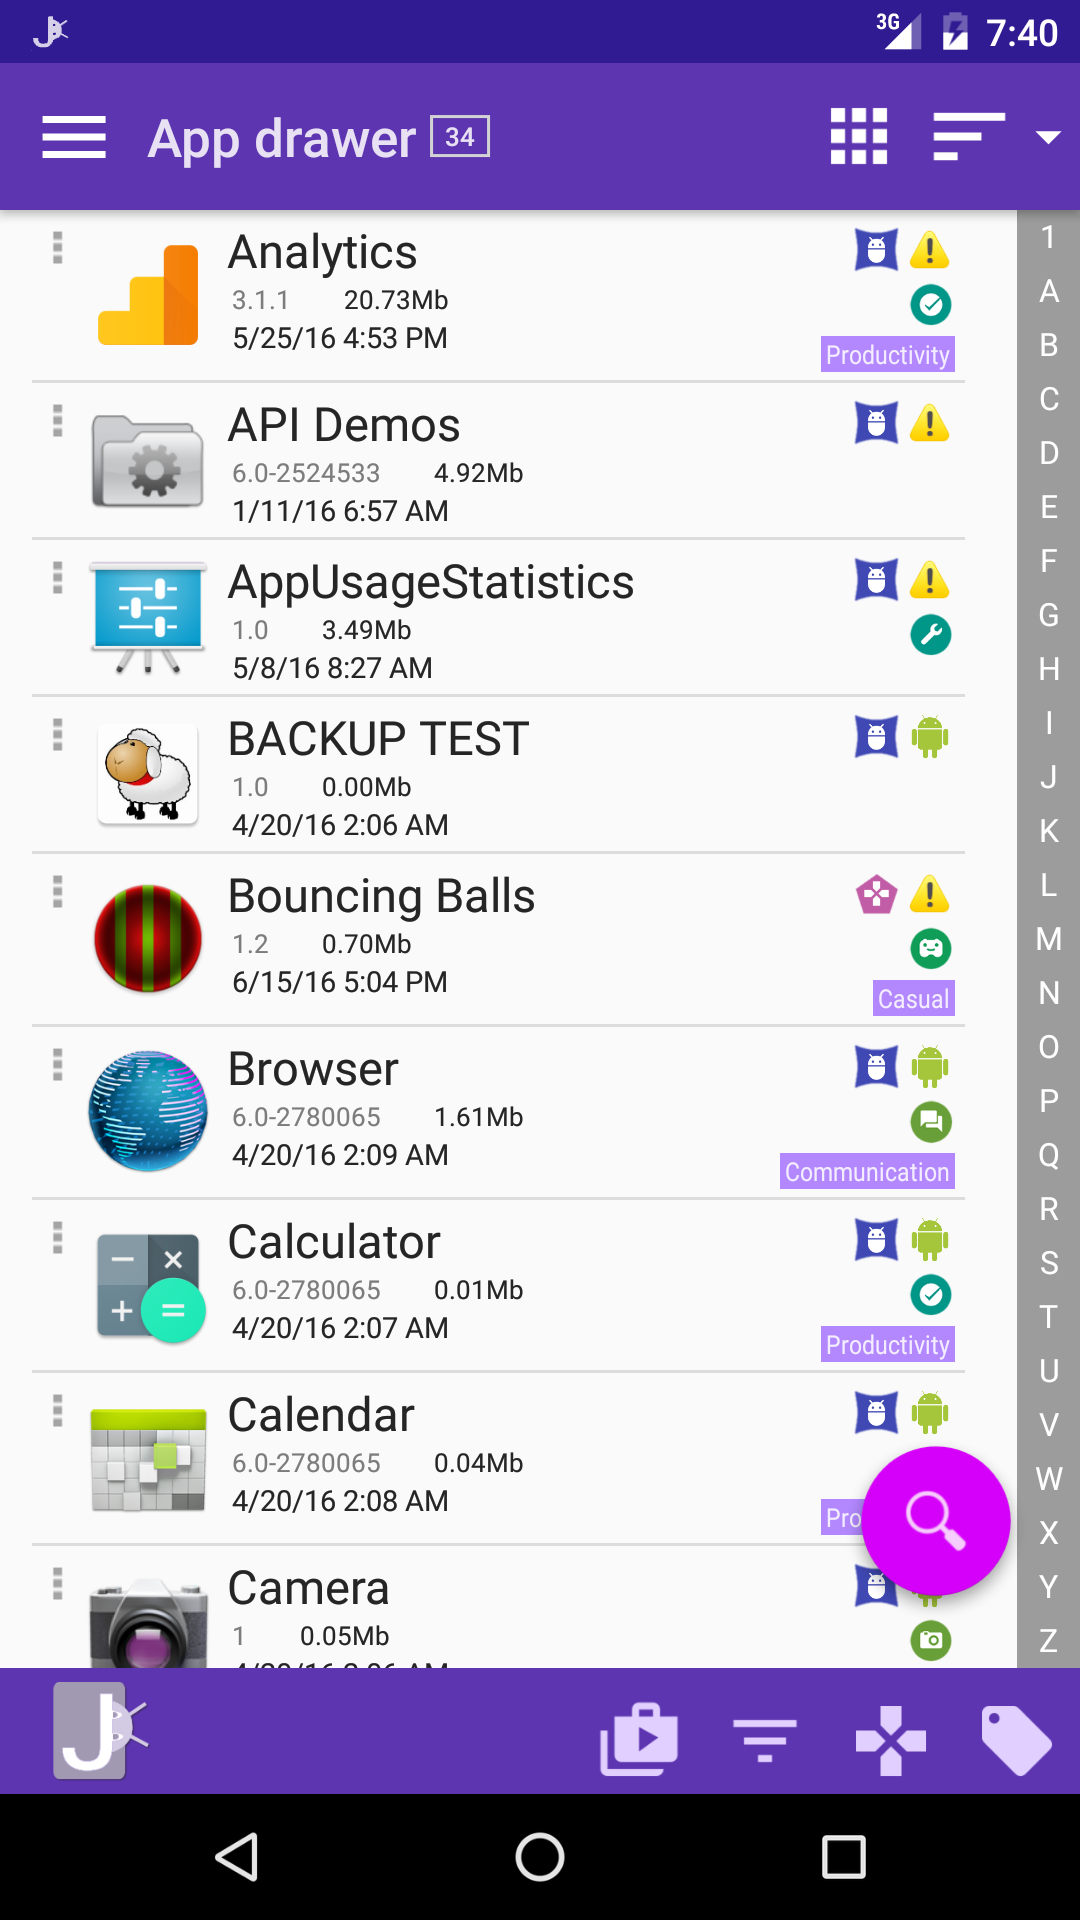 3G 7:40
App drawer 34
Analytics
3.1.1 20.73Mb
5/25/16 4:53 PM
Productivity
API Demos
6.0-2524533 4.92Mb
1/11/16 6:57 AM
AppUsageStatistics
1.0 3.49Mb
5/8/16 8:27 AM
BACKUP TEST
1.0 0.00Mb
4/20/16 2:06 AM
Bouncing Balls
1.2 0.70Mb
6/15/16 5:04 PM
Casual
Browser
6.0-2780065 1.61Mb
4/20/16 2:09 AM
Communication
Calculator
6.0-2780065 0.01Mb
4/20/16 2:07 AM
Productivity
Calendar
6.0-2780065 0.04Mb
4/20/16 2:08 AM
Pro
Camera
1 0.05Mb
1
A
B
C
D
E
F
G
H
I
J
K
L
M
N
O
P
Q
R
S
T
U
V
W
X
Y
Z
J